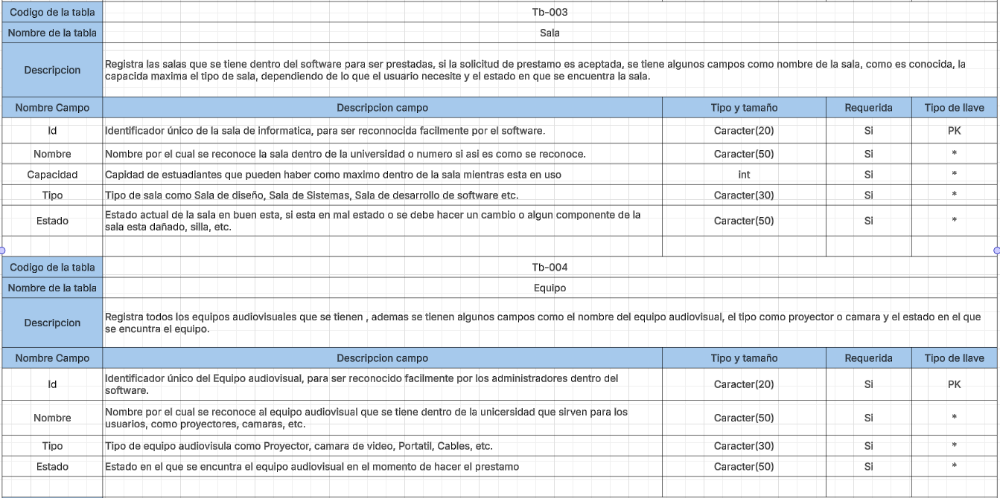 Codigo de la tabla Tb-003
Nombre de la tabla Sala
Descripcion
Registra las salas que se tiene dentro del software para ser prestadas, si la solicitud de prestamo es aceptada, se tiene algunos campos como nombre de la sala, como es conocida, la
capacida maxima el tipo de sala, dependiendo de lo que el usuario necesite y el estado en que se encuentra la sala.
Nombre Campo Descripcion campo Tipo y tamaño Requerida Tipo de llave
Id Identificador único de la sala de informatica, para ser reconnocida facilmente por el software. Caracter(20) Si PK
Nombre Nombre por el cual se reconoce la sala dentro de la universidad o numero si asi es como se reconoce. Caracter(50) Si *
Capacidad Capidad de estuadiantes que pueden haber como maximo dentro de la sala mientras esta en uso int Si *
Tipo Tipo de sala como Sala de diseño, Sala de Sistemas, Sala de desarrollo de software etc. Caracter(30) Si *
Estado Estado actual de la sala en buen esta, si esta en mal estado o se debe hacer un cambio o algun componente de la
sala esta dañado, silla, etc. Caracter(50) Si *
Codigo de la tabla Tb-004
Nombre de la tabla Equipo
Descripcion
Registra todos los equipos audiovisuales que se tienen , ademas se tienen algunos campos como el nombre del equipo audiovisual, el tipo como proyector o camara y el estado en el que
se encuntra el equipo.
Nombre Campo Descripcion campo Tipo y tamaño Requerida Tipo de llave
Id Identificador único del Equipo audiovisual, para ser reconocido facilmente por los administradores dentro del
software. Caracter(20) Si PK
Nombre Nombre por el cual se reconoce al equipo audiovisual que se tiene dentro de la unicersidad que sirven para los
usuarios, como proyectores, camaras, etc. Caracter(50) Si *
Tipo Tipo de equipo audiovisula como Proyector, camara de video, Portatil, Cables, etc. Caracter(30) Si *
Estado Estado en el que se encuntra el equipo audiovisual en el momento de hacer el prestamo Caracter(50) Si *